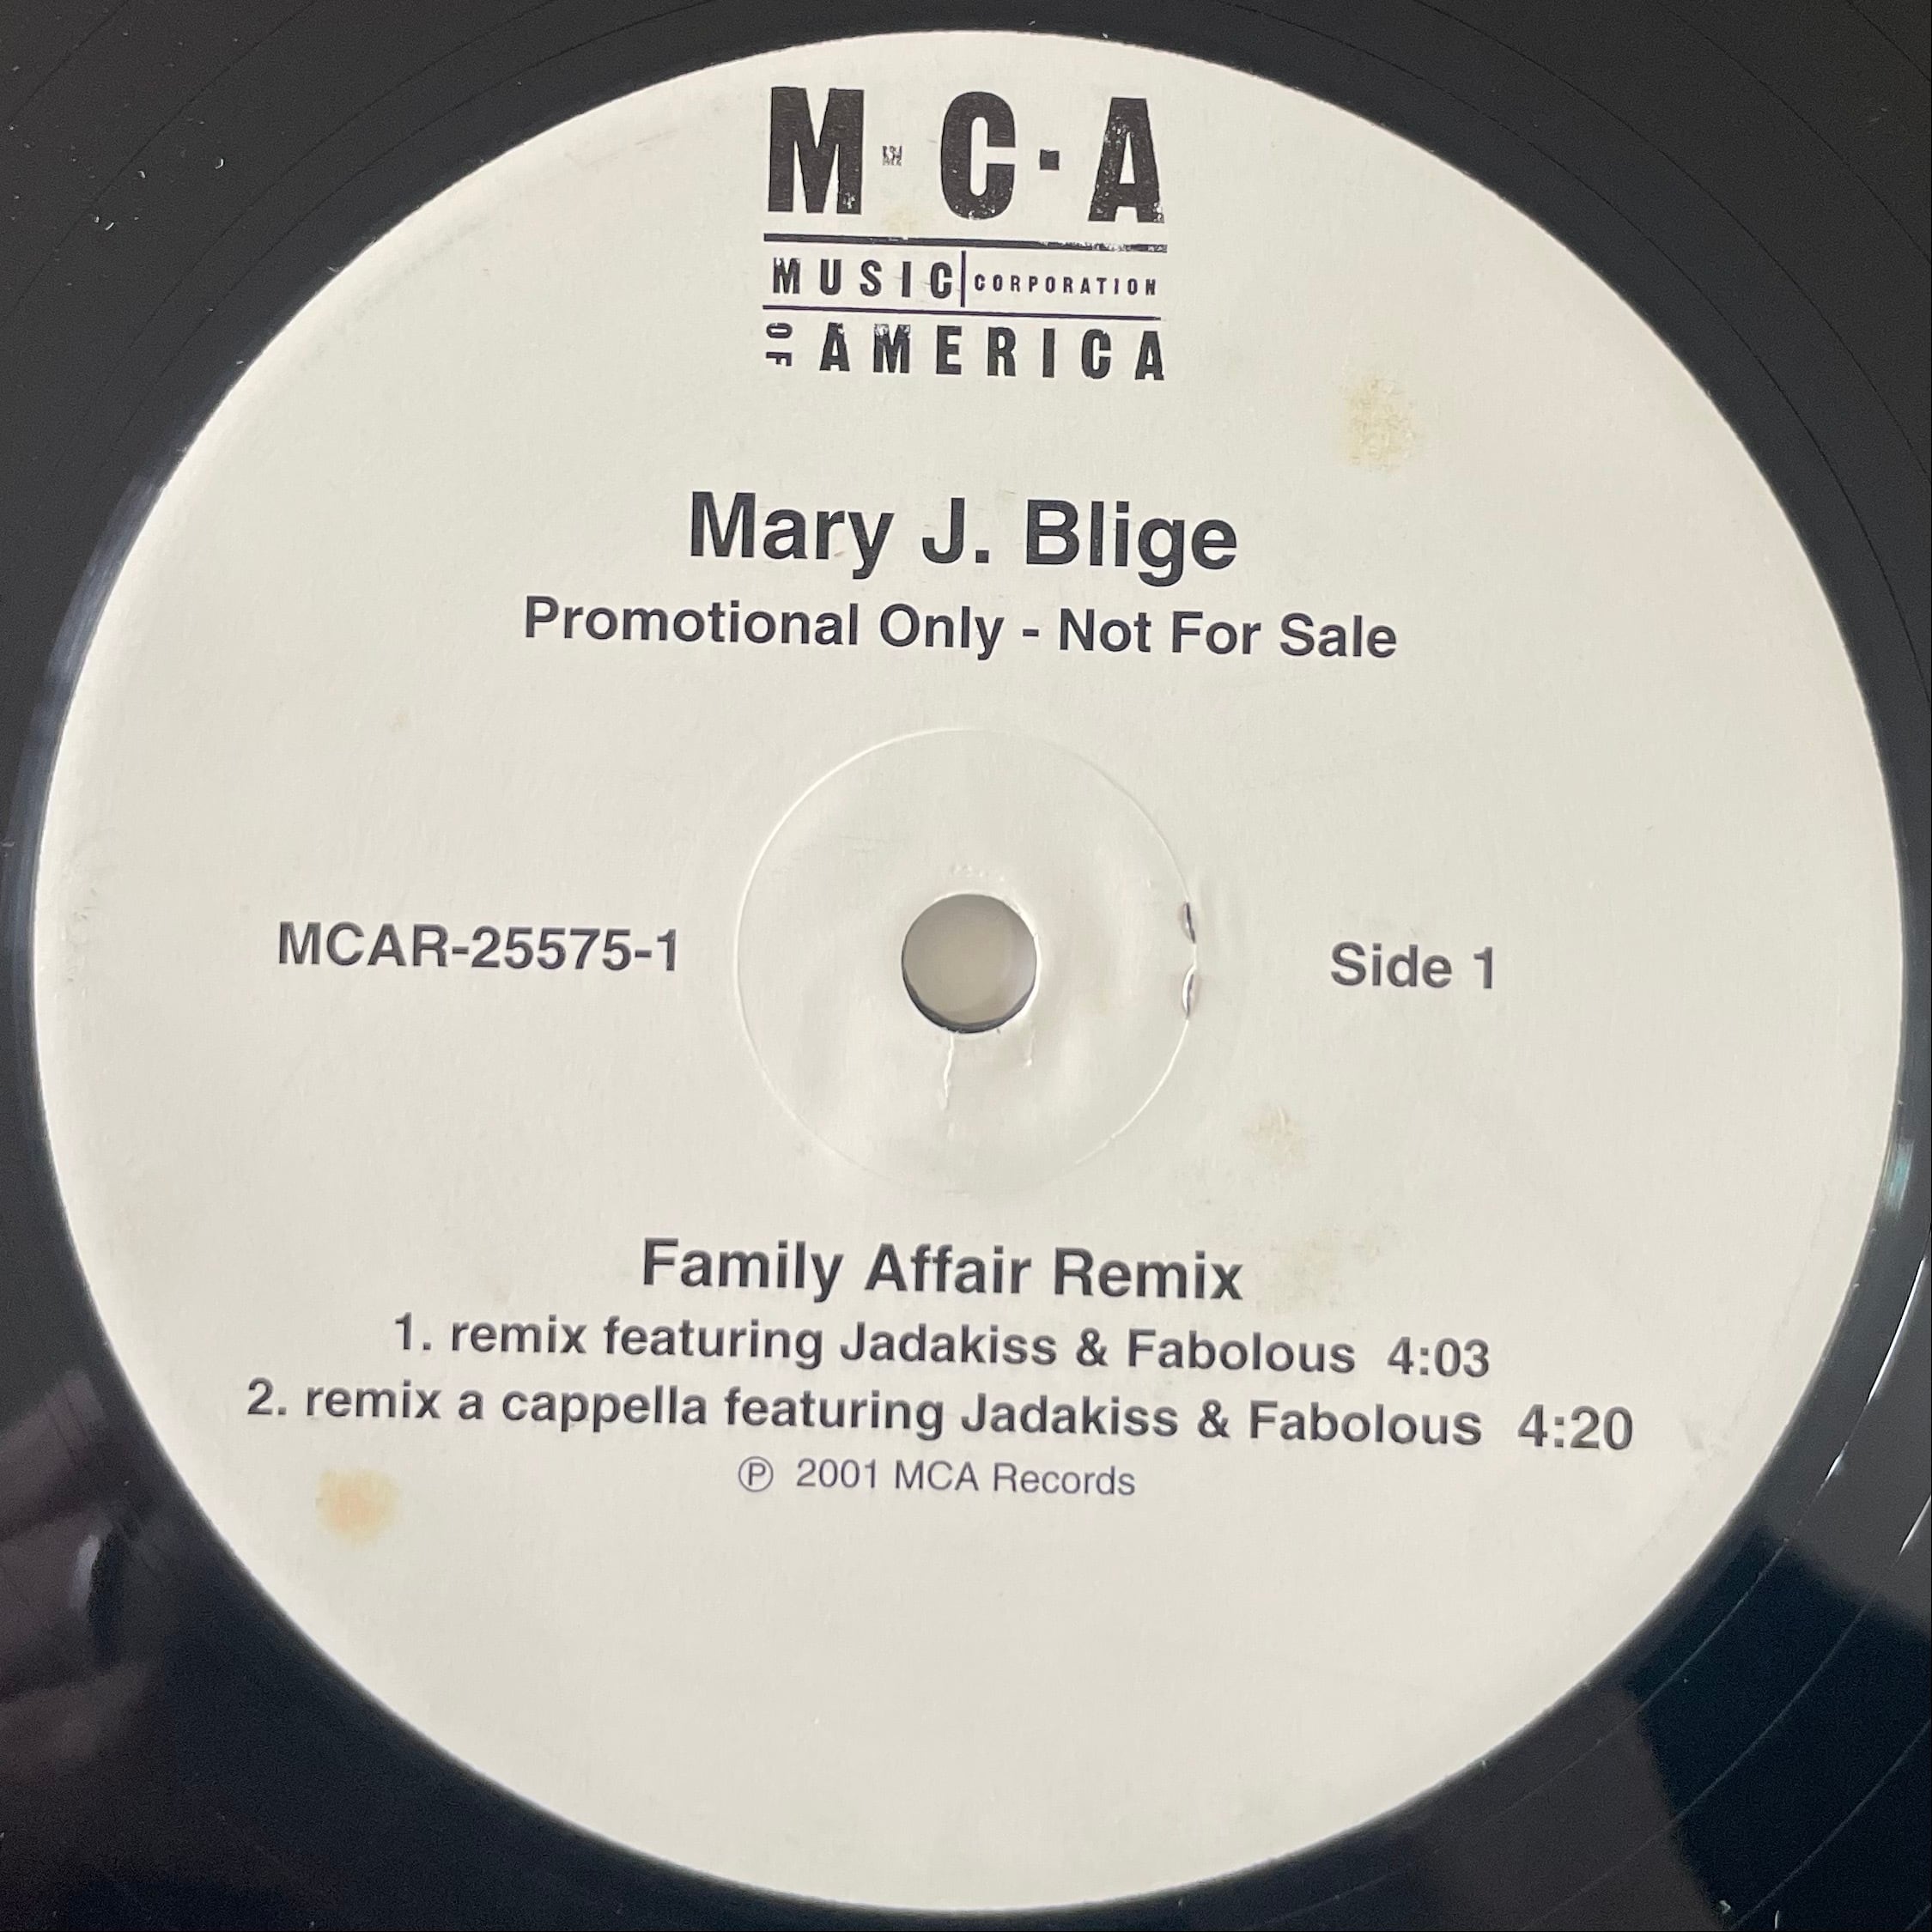 M·C·A
MUSIC CORPORATION
OF AMERICA
Mary J. Blige
Promotional Only - Not For Sale
MCAR-25575-1
Side 1
Family Affair Remix
1. remix featuring Jadakiss & Fabolous 4:03
2. remix a cappella featuring Jadakiss & Fabolous 4:20
℗ 2001 MCA Records